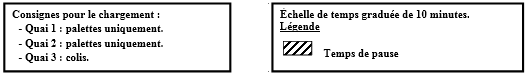 Consignes pour le chargement :
- Quai 1 : palettes uniquement.
- Quai 2 : palettes uniquement.
- Quai 3 : colis.
Échelle de temps graduée de 10 minutes.
Légende
Temps de pause